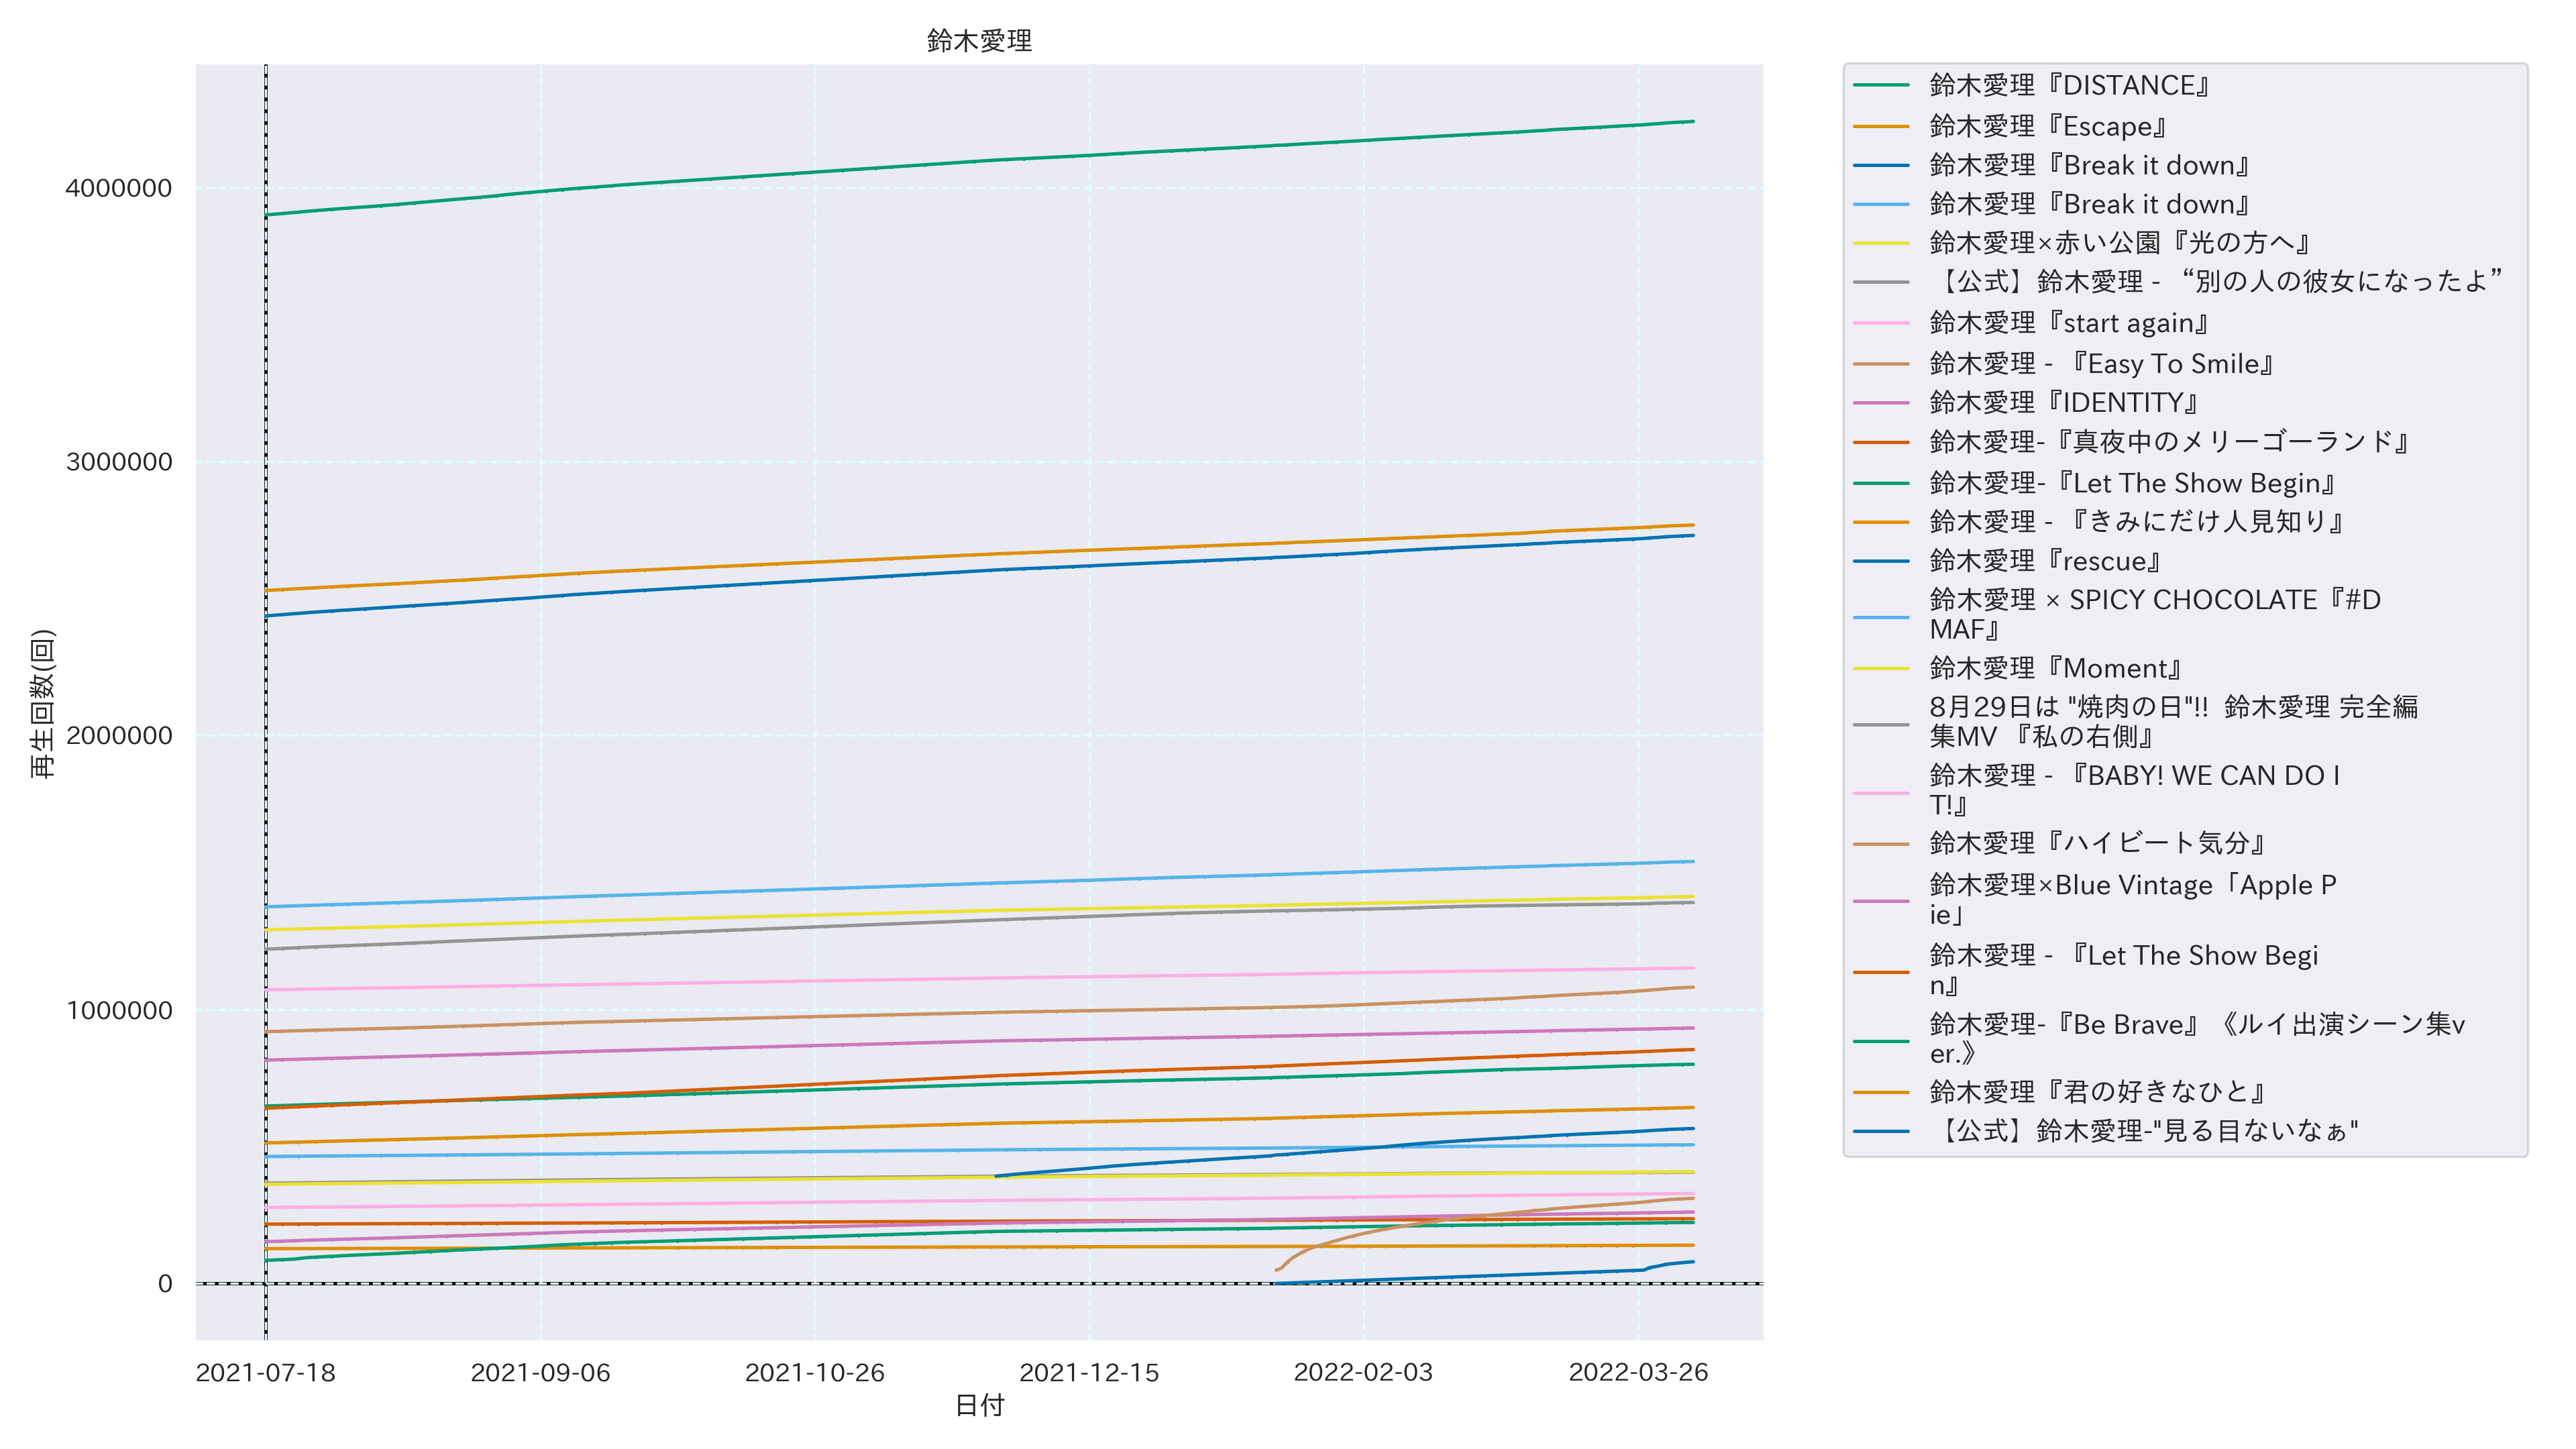 鈴木愛理
再生回数(回)
4000000
3000000
2000000
1000000
0
2021-07-18
2021-09-06
2021-10-26
2021-12-15
2022-02-03
2022-03-26
日付
鈴木愛理『DISTANCE』
鈴木愛理『Escape』
鈴木愛理『Break it down』
鈴木愛理『Break it down』
鈴木愛理×赤い公園『光の方へ』
【公式】鈴木愛理 - “別の人の彼女になったよ”
鈴木愛理『start again』
鈴木愛理 - 『Easy To Smile』
鈴木愛理『IDENTITY』
鈴木愛理-『真夜中のメリーゴーランド』
鈴木愛理-『Let The Show Begin』
鈴木愛理 - 『きみにだけ人見知り』
鈴木愛理『rescue』
鈴木愛理 × SPICY CHOCOLATE『#D
MAF』
鈴木愛理『Moment』
8月29日は "焼肉の日"!! 鈴木愛理 完全編
集MV 『私の右側』
鈴木愛理 - 『BABY! WE CAN DO I
T!』
鈴木愛理『ハイビート気分』
鈴木愛理×Blue Vintage「Apple P
ie」
鈴木愛理 - 『Let The Show Begi
n』
鈴木愛理-『Be Brave』《ルイ出演シーン集v
er.》
鈴木愛理『君の好きなひと』
【公式】鈴木愛理-"見る目ないなぁ"